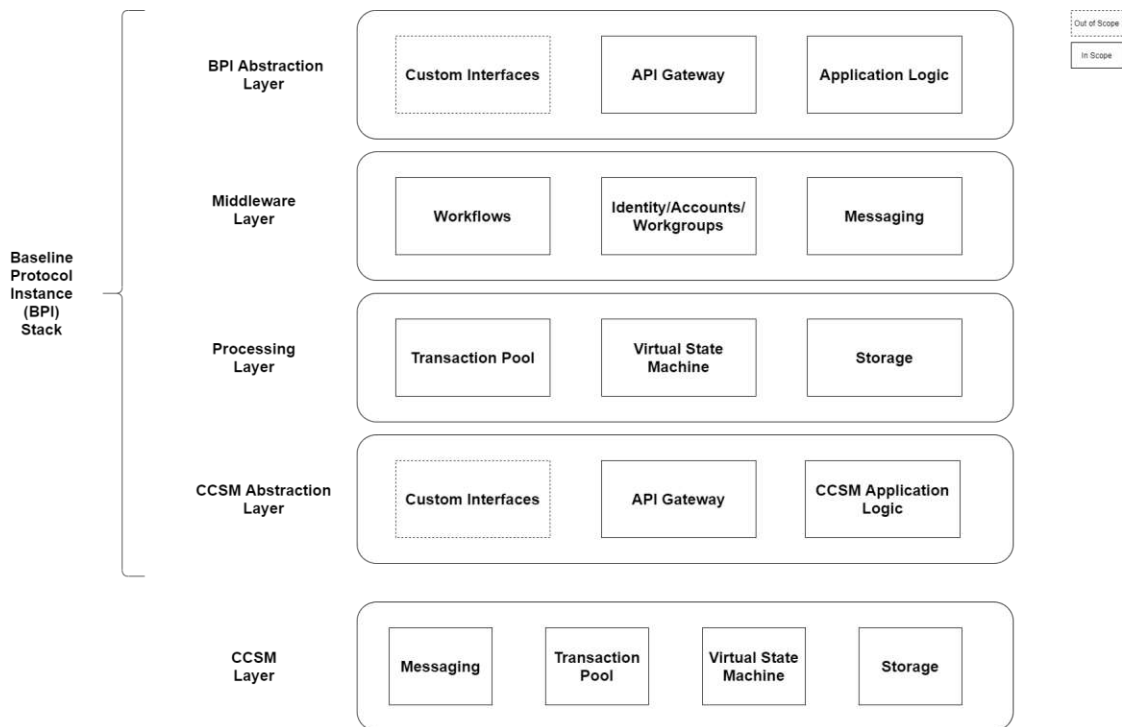 Out of Scope
In Scope
BPI Abstraction
Layer
Custom Interfaces
API Gateway
Application Logic
Middleware
Layer
Workflows
Identity/Accounts/
Workgroups
Messaging
Baseline
Protocol
Instance
(BPI)
Stack
Processing
Layer
Transaction Pool
Virtual State
Machine
Storage
CCSM Abstraction
Layer
Custom Interfaces
API Gateway
CCSM Application
Logic
CCSM
Layer
Messaging
Transaction
Pool
Virtual State
Machine
Storage